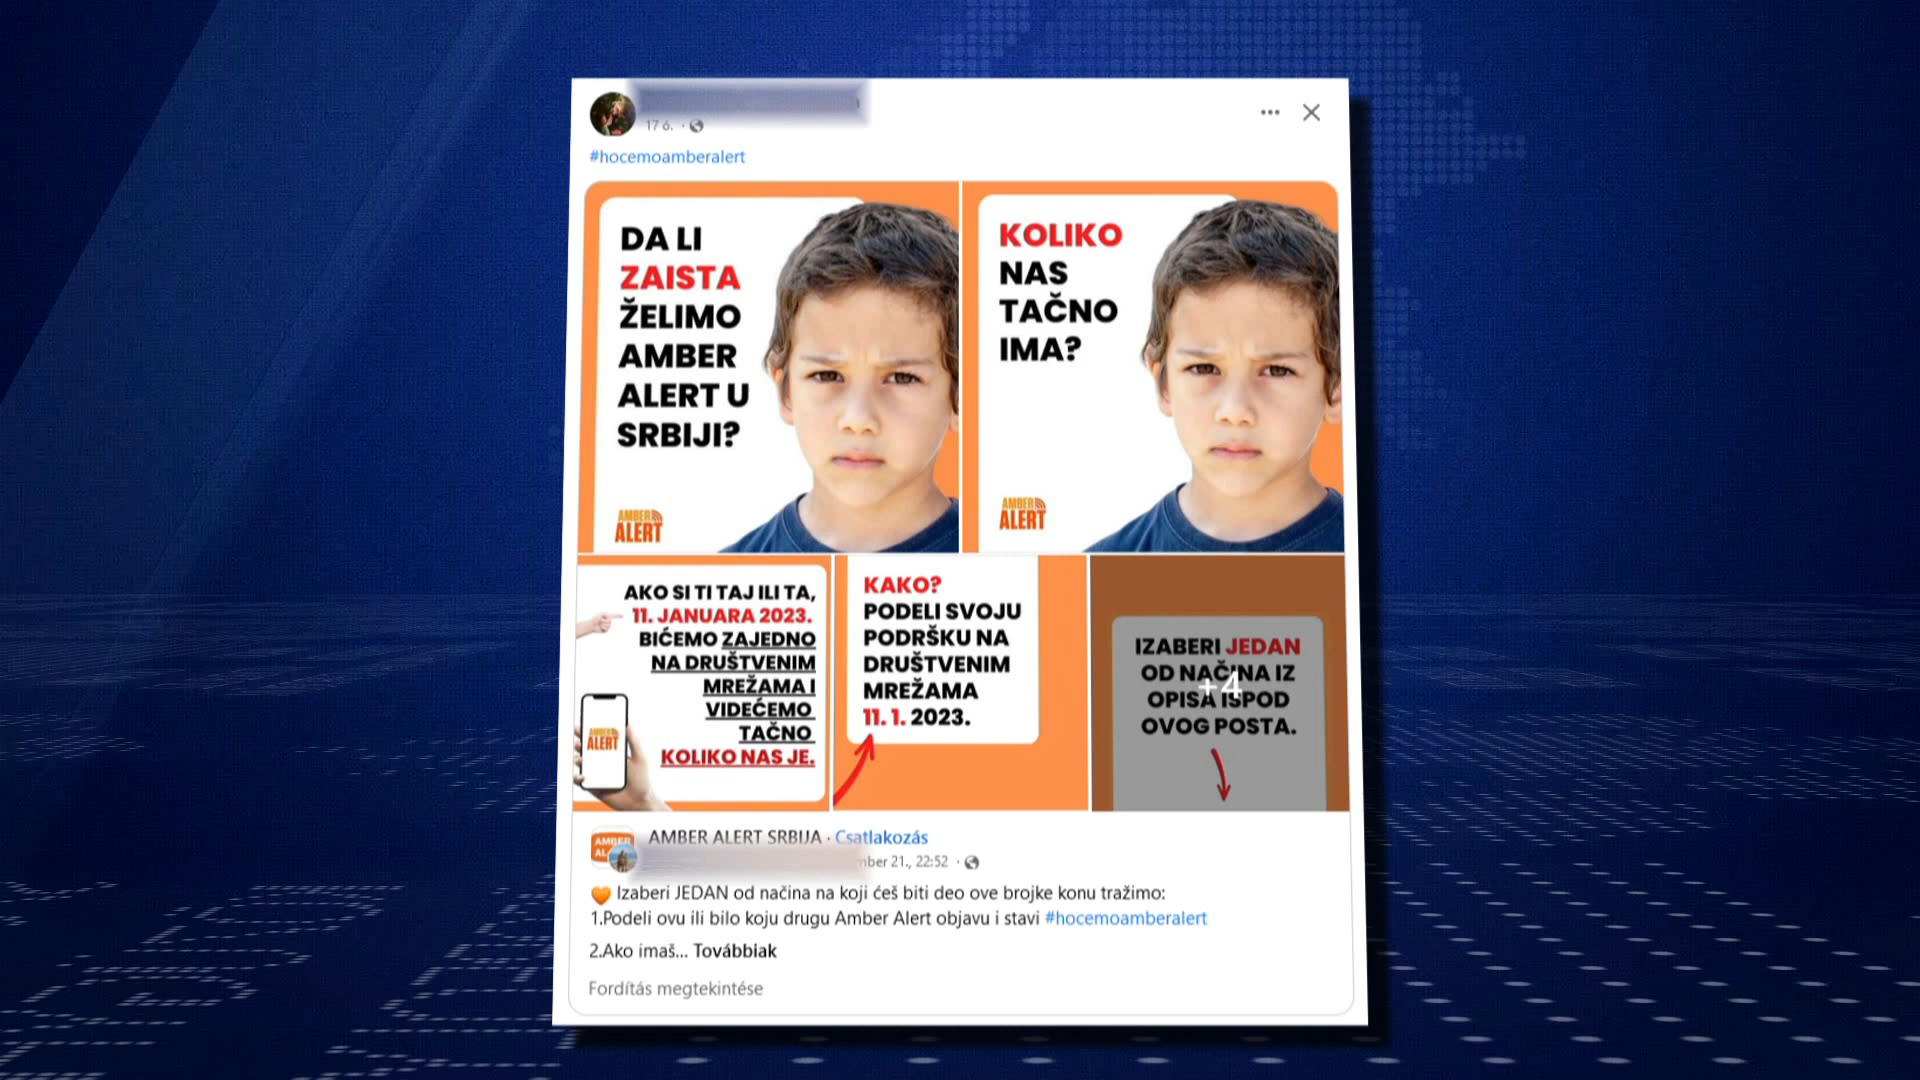 17 ó. ·
#hocemoamberalert
DA LI
ZAISTA
ŽELIMO
AMBER
ALERT U
SRBIJI?
AMBER
ALERT
KOLIKO
NAS
TAČNO
IMA?
AMBER
ALERT
AKO SI TI TAJ ILI TA,
11. JANUARA 2023.
BIĆEMO ZAJEDNO
NA DRUŠTVENIM
MREŽAMA I
VIDEĆEMO
TAČNO
KOLIKO NAS JE.
AMBER
ALERT
KAKO?
PODELI SVOJU
PODRŠKU NA
DRUŠTVENIM
MREŽAMA
11. 1. 2023.
IZABERI JEDAN
OD NAČINA IZ
OPISA ISPOD
OVOG POSTA.
+4
AMBER
AMBER ALERT SRBIJA · Csatlakozás
21., 22:52 ·
Izaberi JEDAN od načina na koji ćeš biti deo ove brojke konu tražimo:
1.Podeli ovu ili bilo koju drugu Amber Alert objavu i stavi #hocemoamberalert
2.Ako imaš... Továbbiak
Fordítás megtekintése